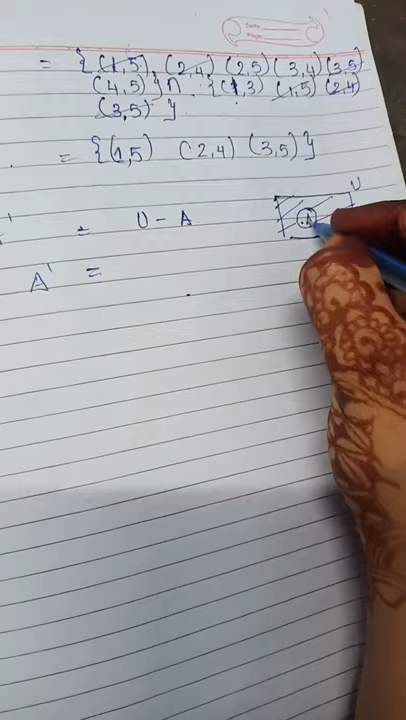 = { (1,5) (2,4) (2,5) (3,4) (3,5)
(4,5) } ∩ {(1,3) (1,5) (2,4)
(3,5) }
= {(1,5) (2,4) (3,5)}
U
' = U - A
A
A' =